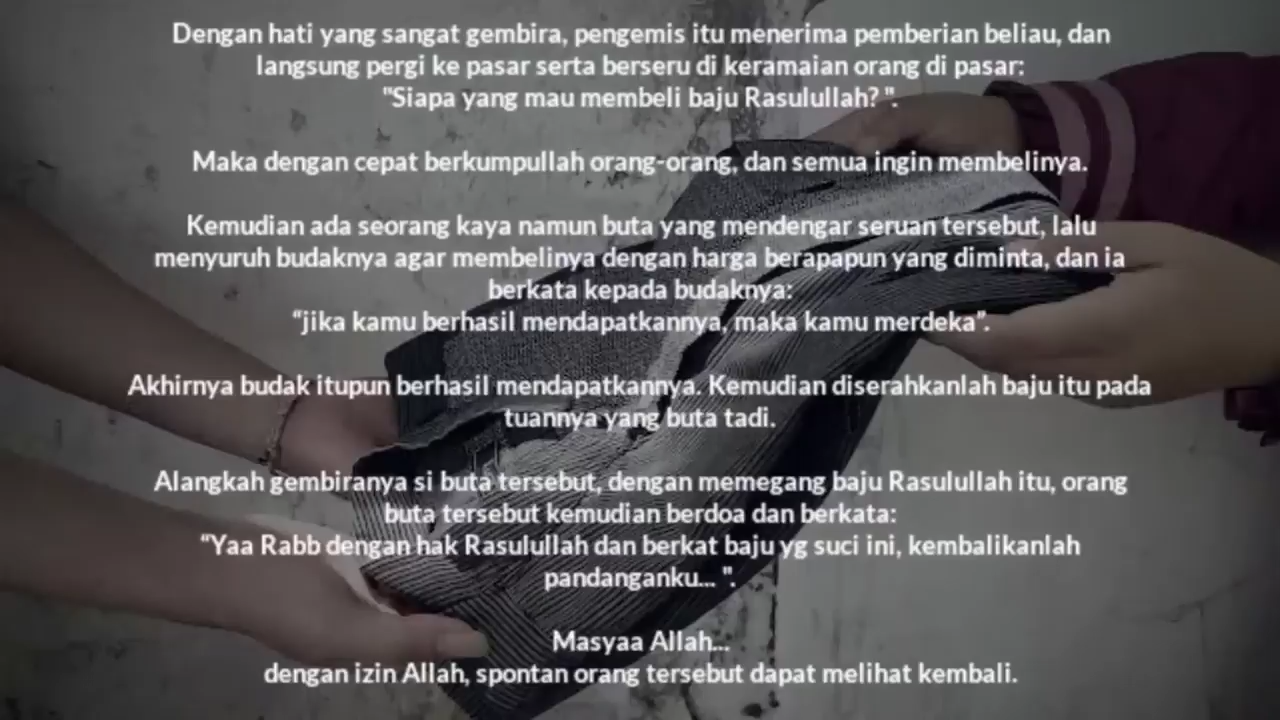 Dengan hati yang sangat gembira, pengemis itu menerima pemberian beliau, dan
langsung pergi ke pasar serta berseru di keramaian orang di pasar:
"Siapa yang mau membeli baju Rasulullah? ".
Maka dengan cepat berkumpullah orang-orang, dan semua ingin membelinya.
Kemudian ada seorang kaya namun buta yang mendengar seruan tersebut, lalu
menyuruh budaknya agar membelinya dengan harga berapapun yang diminta, dan ia
berkata kepada budaknya:
“jika kamu berhasil mendapatkannya, maka kamu merdeka”.
Akhirnya budak itupun berhasil mendapatkannya. Kemudian diserahkanlah baju itu pada
tuannya yang buta tadi.
Alangkah gembiranya si buta tersebut, dengan memegang baju Rasulullah itu, orang
buta tersebut kemudian berdoa dan berkata:
“Yaa Rabb dengan hak Rasulullah dan berkat baju yg suci ini, kembalikanlah
pandanganku... ".
Masyaa Allah...
dengan izin Allah, spontan orang tersebut dapat melihat kembali.